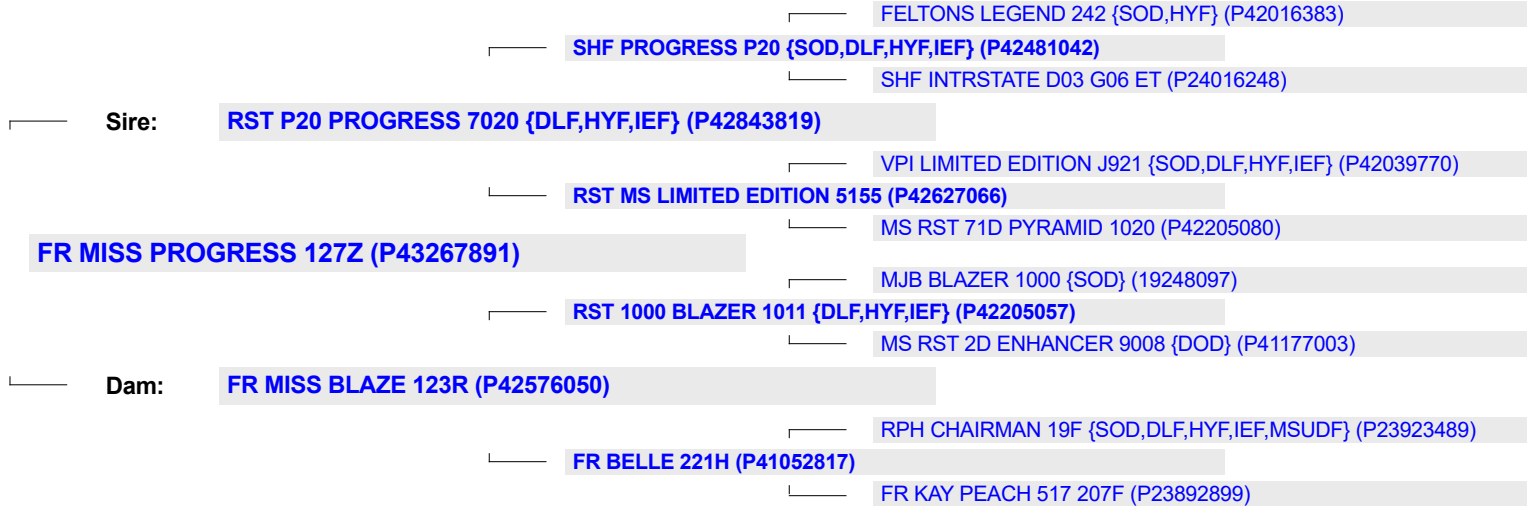 FELTONS LEGEND 242 {SOD,HYF} (P42016383)
SHF PROGRESS P20 {SOD,DLF,HYF,IEF} (P42481042)
SHF INTRSTATE D03 G06 ET (P24016248)
Sire: RST P20 PROGRESS 7020 {DLF,HYF,IEF} (P42843819)
VPI LIMITED EDITION J921 {SOD,DLF,HYF,IEF} (P42039770)
RST MS LIMITED EDITION 5155 (P42627066)
MS RST 71D PYRAMID 1020 (P42205080)
FR MISS PROGRESS 127Z (P43267891)
MJB BLAZER 1000 {SOD} (19248097)
RST 1000 BLAZER 1011 {DLF,HYF,IEF} (P42205057)
MS RST 2D ENHANCER 9008 {DOD} (P41177003)
Dam: FR MISS BLAZE 123R (P42576050)
RPH CHAIRMAN 19F {SOD,DLF,HYF,IEF,MSUDF} (P23923489)
FR BELLE 221H (P41052817)
FR KAY PEACH 517 207F (P23892899)